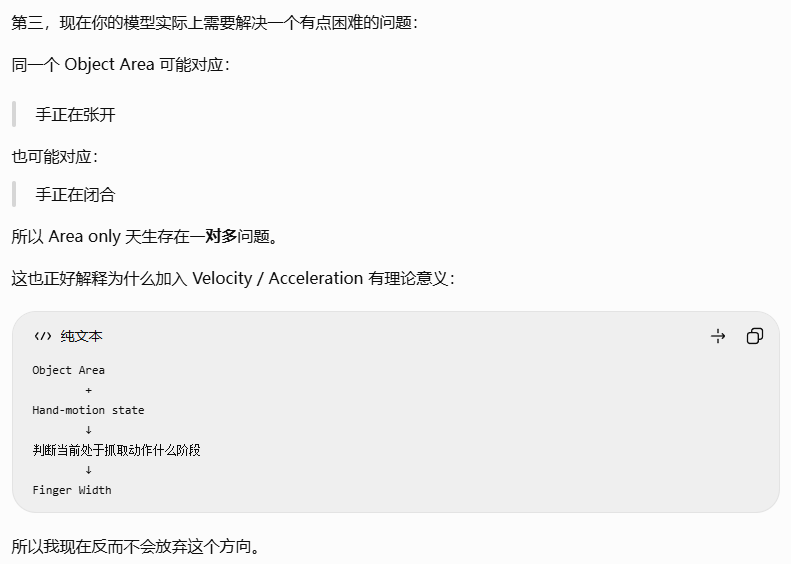 第三，现在你的模型实际上需要解决一个有点困难的问题：
同一个 Object Area 可能对应：
手正在张开
也可能对应：
手正在闭合
所以 Area only 天生存在一对多问题。
这也正好解释为什么加入 Velocity / Acceleration 有理论意义：
</> 纯文本
Object Area
+
Hand-motion state
↓
判断当前处于抓取动作什么阶段
↓
Finger Width
所以我现在反而不会放弃这个方向。